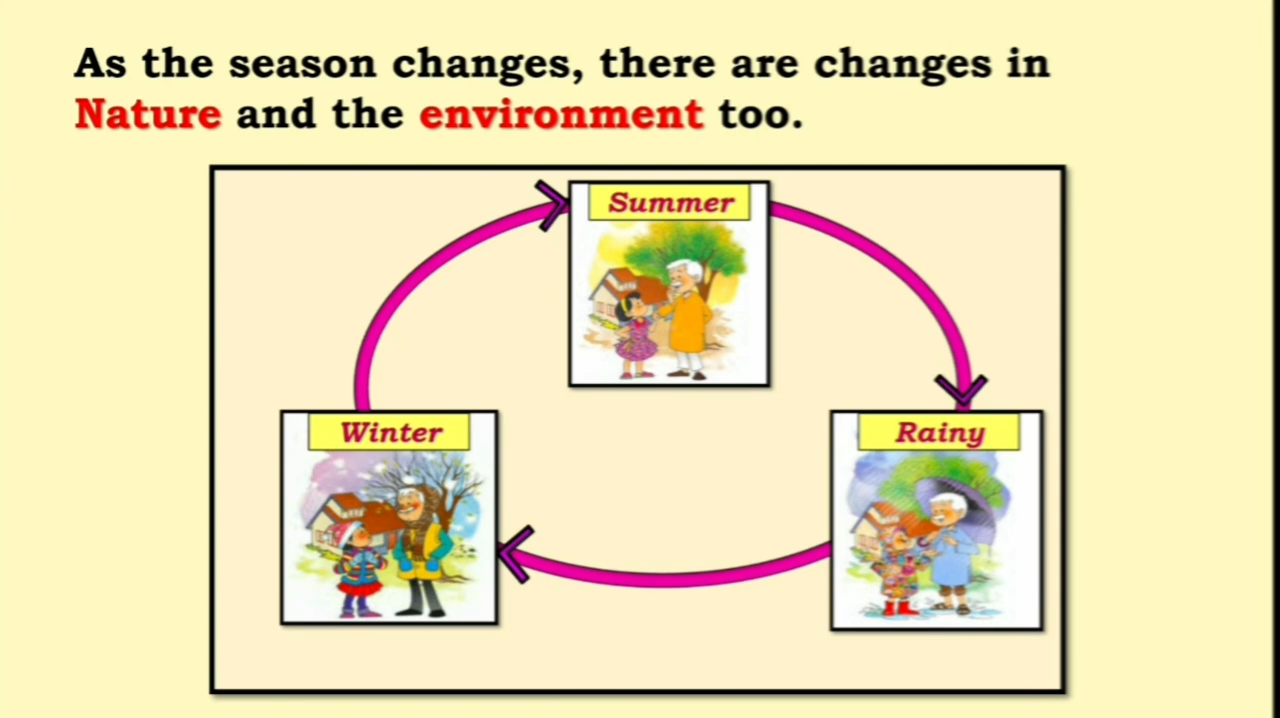 As the season changes, there are changes in
Nature and the environment too.
Summer
Winter
Rainy